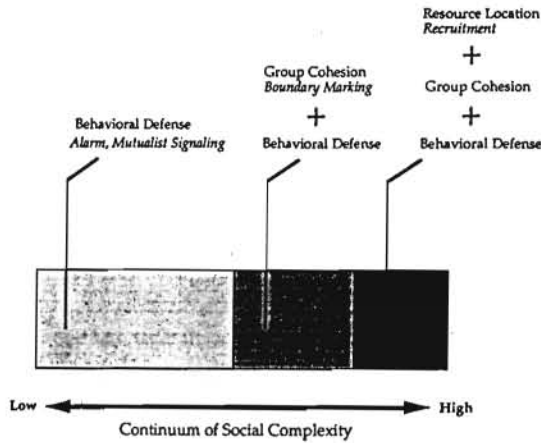 Resource Location
Recruitment
+
Group Cohesion
Boundary Marking
+
Behavioral Defense
Group Cohesion
+
Behavioral Defense
Behavioral Defense
Alarm, Mutualist Signaling
Low
High
Continuum of Social Complexity